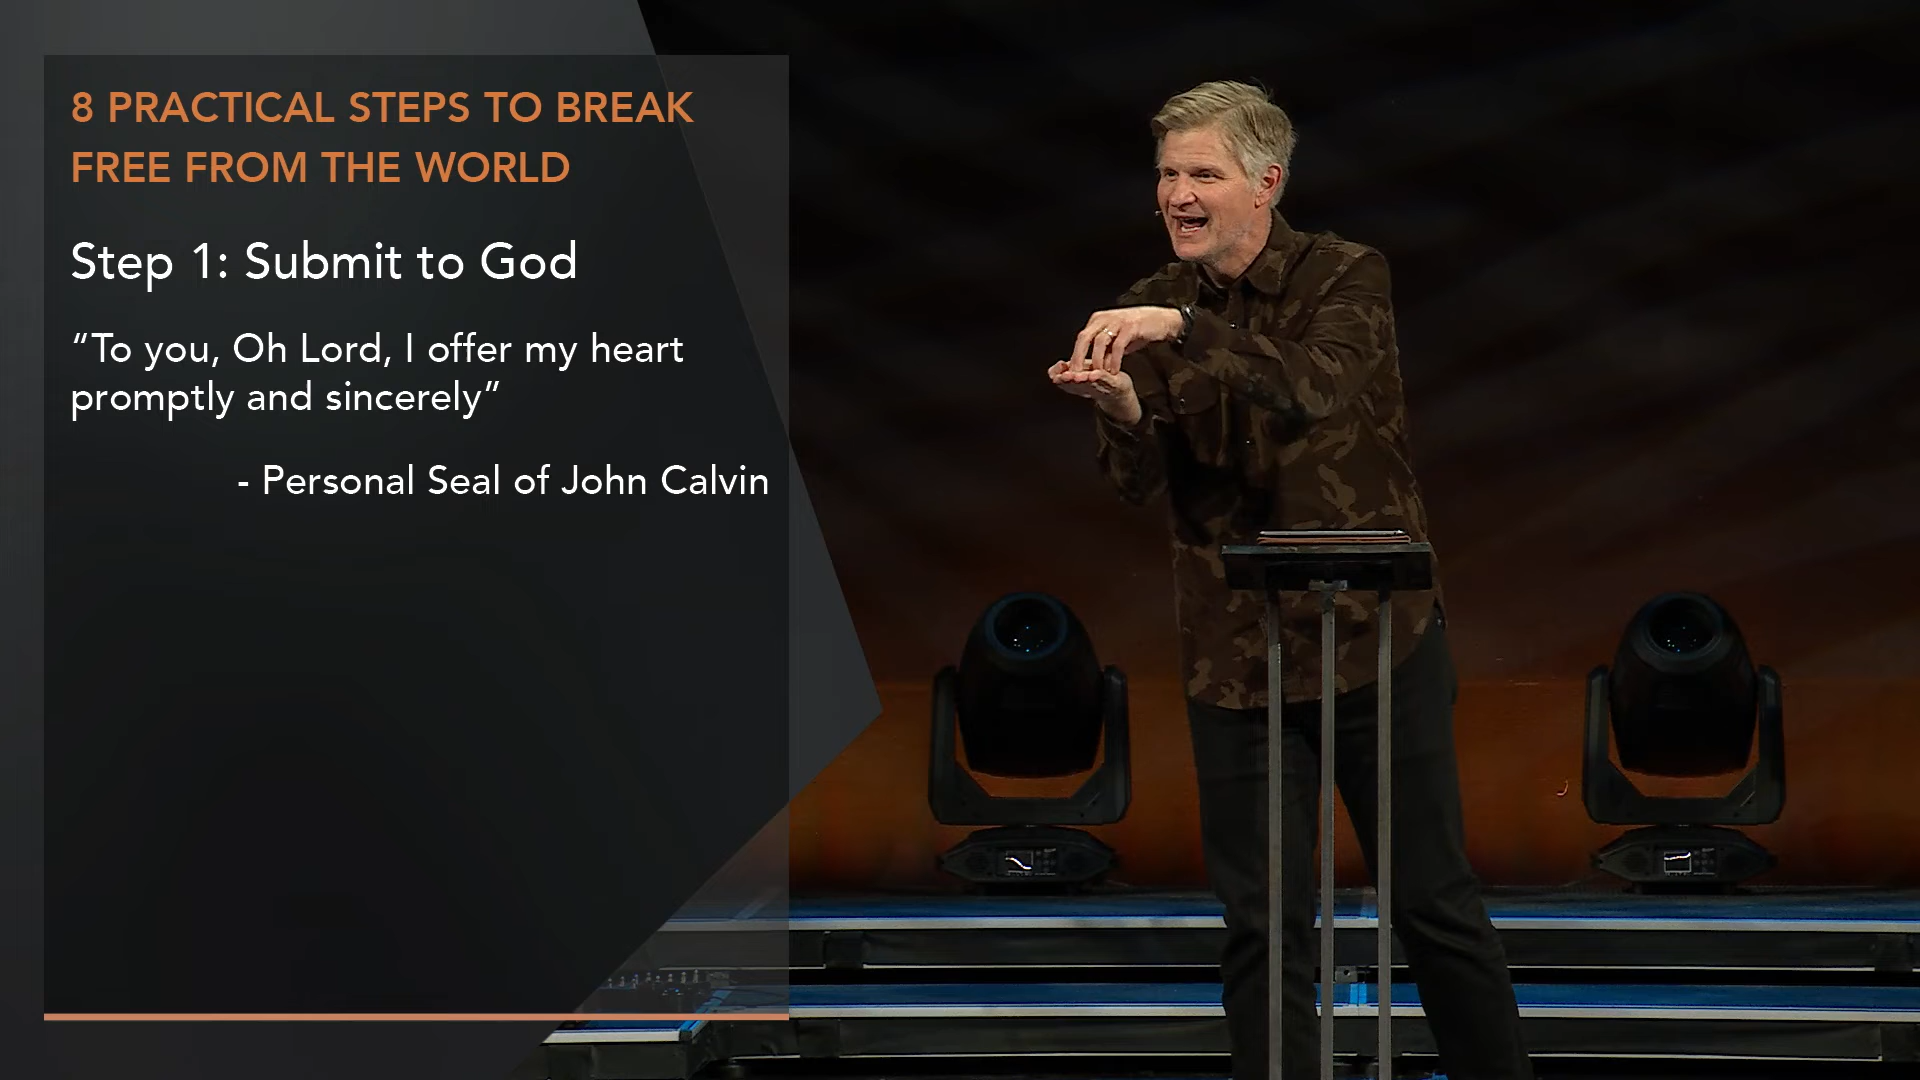 8 PRACTICAL STEPS TO BREAK
FREE FROM THE WORLD
Step 1: Submit to God
“To you, Oh Lord, I offer my heart
promptly and sincerely”
- Personal Seal of John Calvin